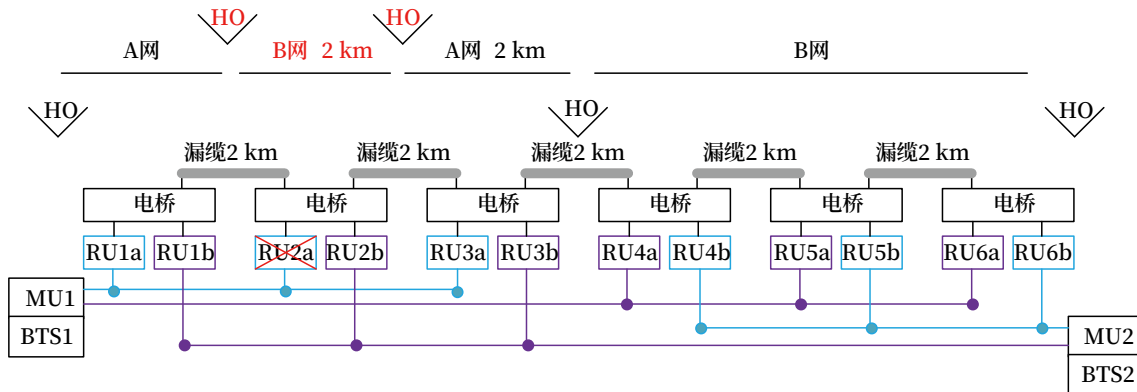 HO
HO
A网
B网 2 km
A网 2 km
B网
HO
HO
HO
漏缆2 km
漏缆2 km
漏缆2 km
漏缆2 km
漏缆2 km
电桥
电桥
电桥
电桥
电桥
电桥
RU1a
RU1b
RU2a
RU2b
RU3a
RU3b
RU4a
RU4b
RU5a
RU5b
RU6a
RU6b
MU1
BTS1
MU2
BTS2